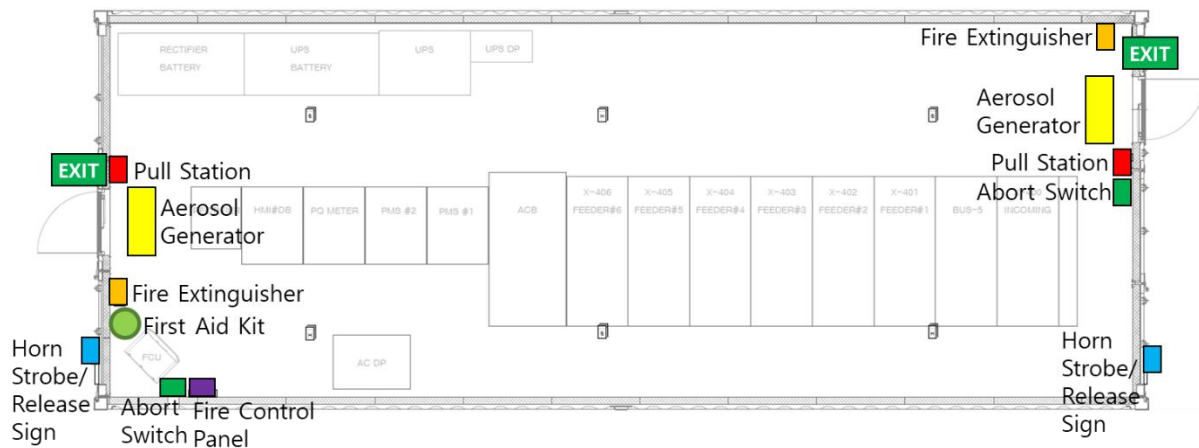 RECTIFIER
BATTERY
UPS
BATTERY
UPS
UPS DP
Fire Extinguisher
EXIT
Aerosol
Generator
EXIT
Pull Station
Pull Station
Abort Switch
Aerosol
Generator
HMI#DB
PQ METER
PMS #2
PMS #1
ACB
X-406
FEEDER#6
X-405
FEEDER#5
X-404
FEEDER#4
X-403
FEEDER#3
X-402
FEEDER#2
X-401
FEEDER#1
BUS-5
INCOMING
Fire Extinguisher
First Aid Kit
FCU
AC DP
Horn
Strobe/
Release
Sign
Abort
Switch
Fire Control
Panel
Horn
Strobe/
Release
Sign